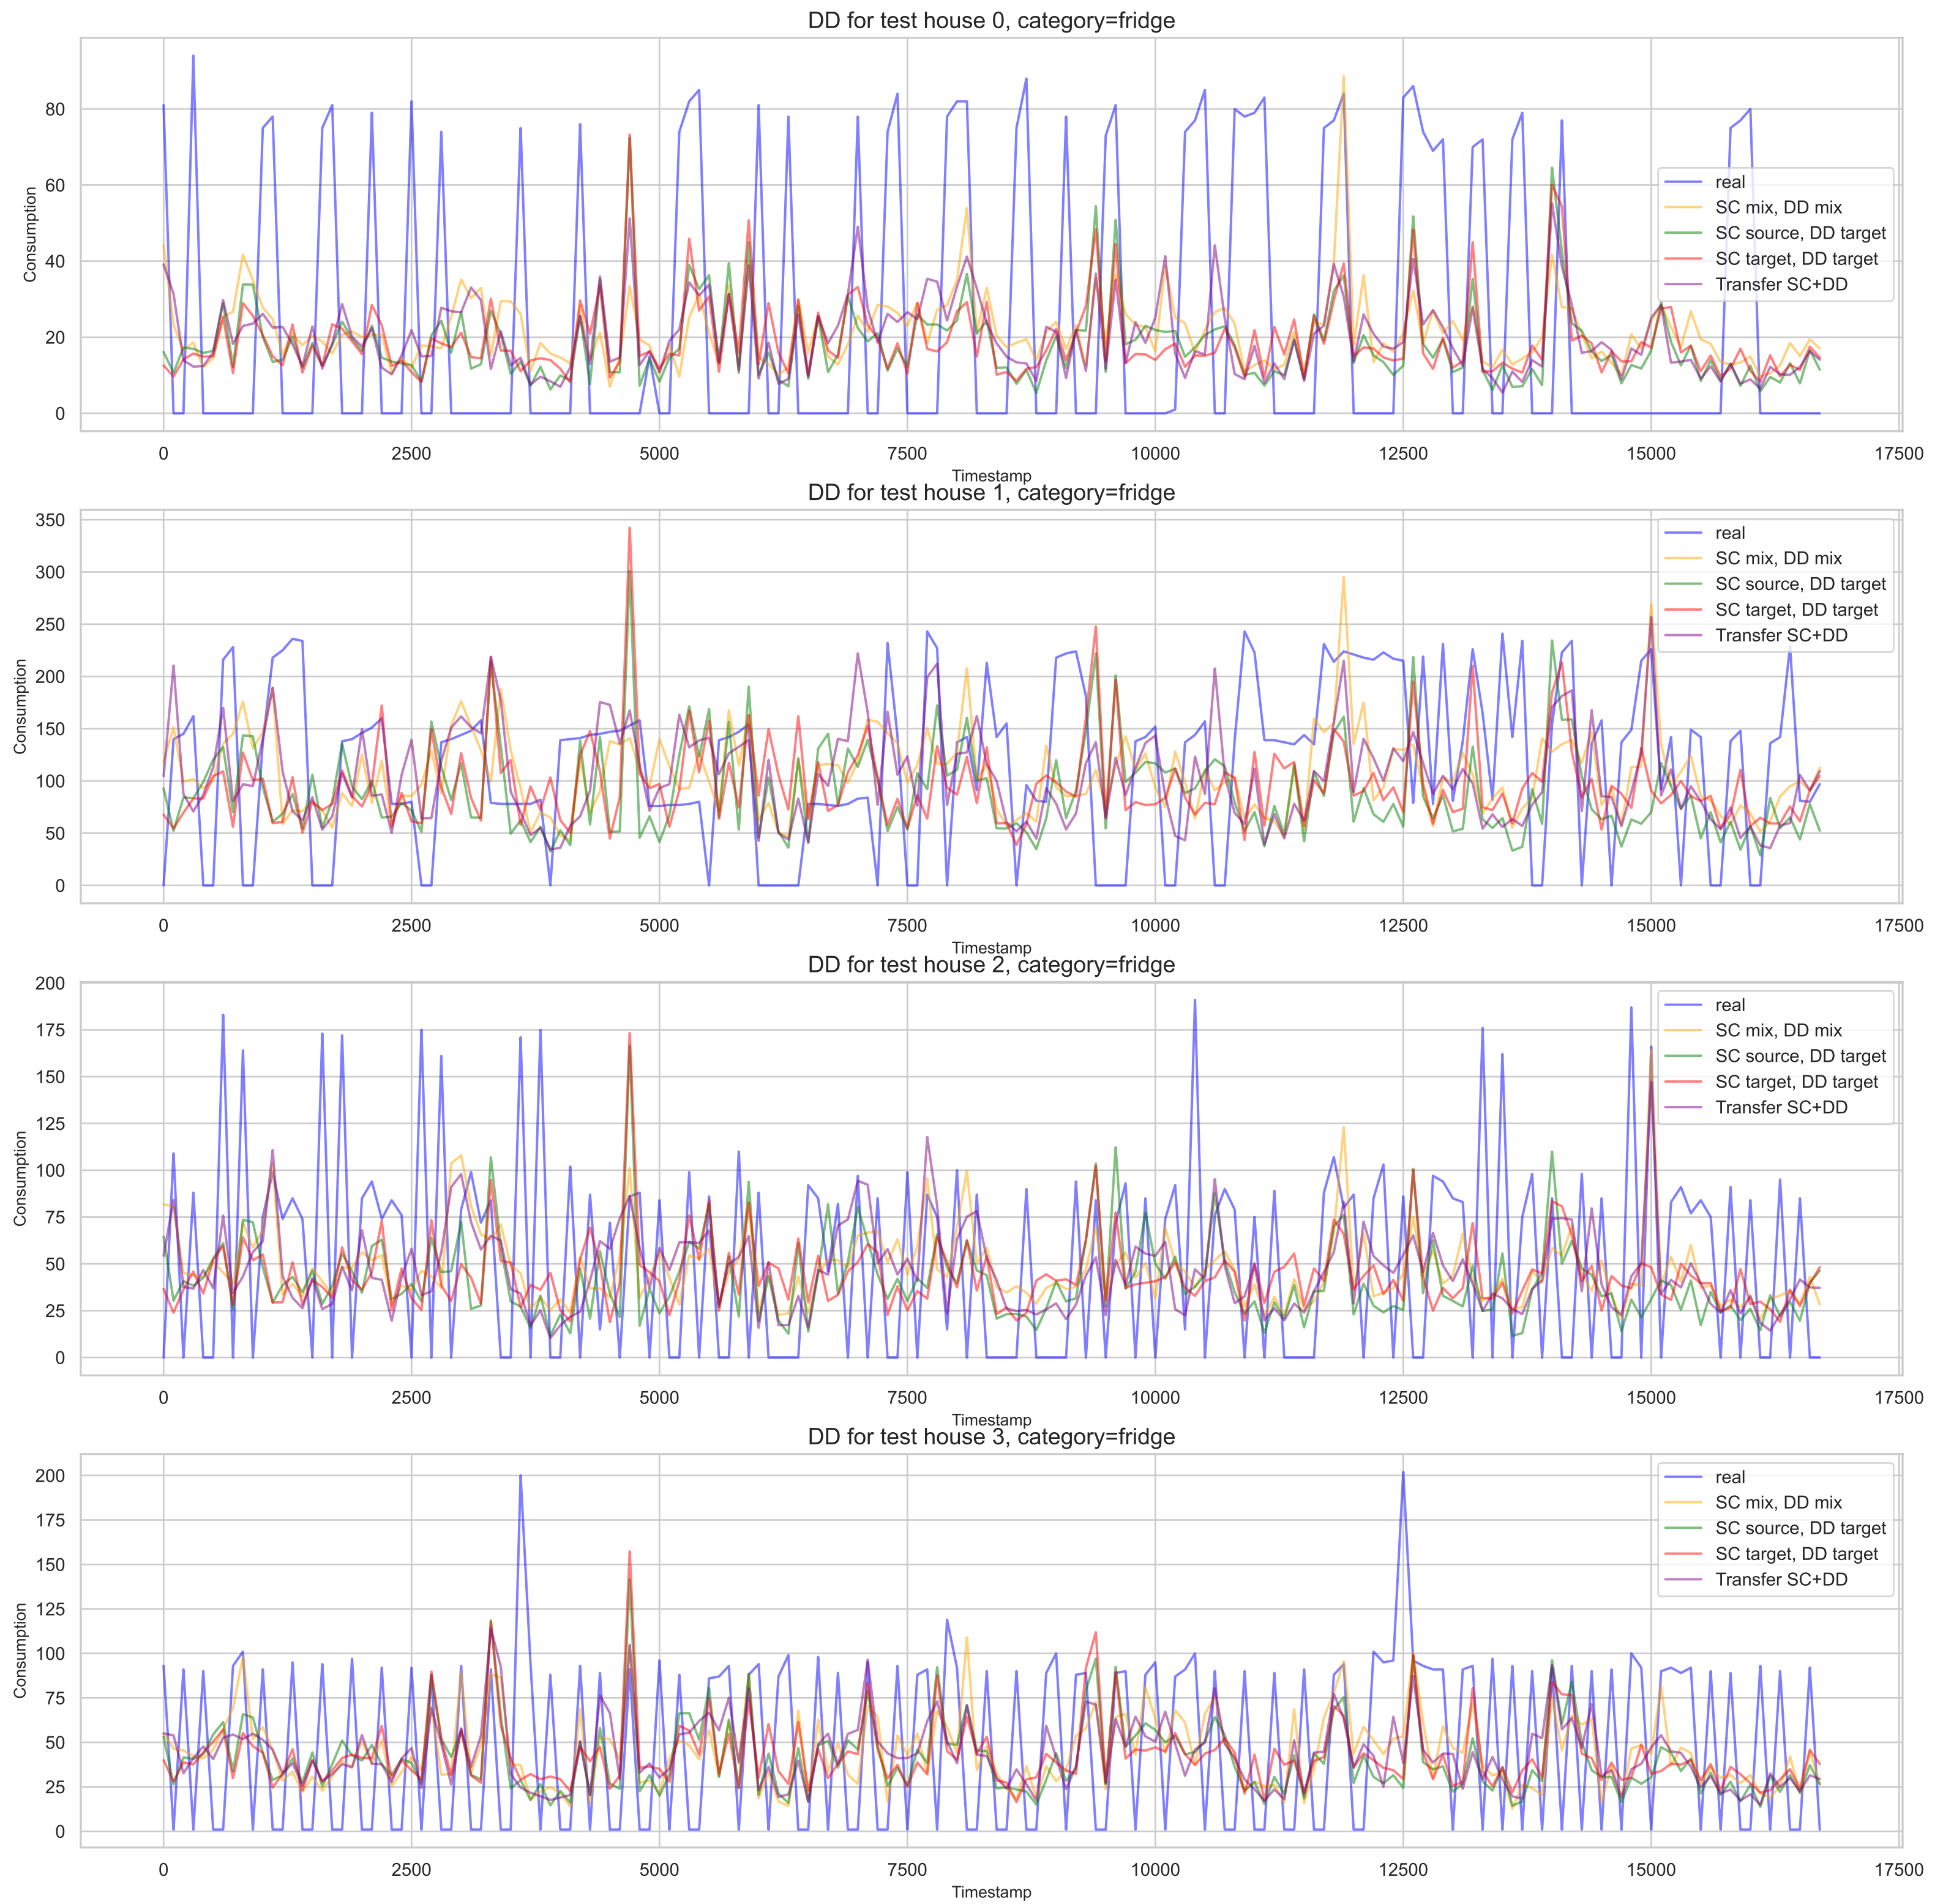 DD for test house 0, category=fridge
Consumption
80
60
40
20
0
real
SC mix, DD mix
SC source, DD target
SC target, DD target
Transfer SC+DD
0 2500 5000 7500 10000 12500 15000 17500
Timestamp
DD for test house 1, category=fridge
Consumption
350
300
250
200
150
100
50
0
real
SC mix, DD mix
SC source, DD target
SC target, DD target
Transfer SC+DD
0 2500 5000 7500 10000 12500 15000 17500
Timestamp
DD for test house 2, category=fridge
Consumption
200
175
150
125
100
75
50
25
0
real
SC mix, DD mix
SC source, DD target
SC target, DD target
Transfer SC+DD
0 2500 5000 7500 10000 12500 15000 17500
Timestamp
DD for test house 3, category=fridge
Consumption
200
175
150
125
100
75
50
25
0
real
SC mix, DD mix
SC source, DD target
SC target, DD target
Transfer SC+DD
0 2500 5000 7500 10000 12500 15000 17500
Timestamp